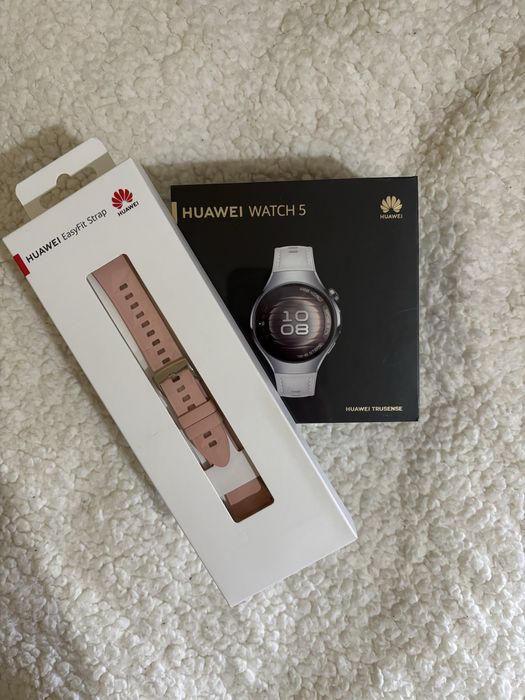 HUAWEI EasyFit Strap
HUAWEI
HUAWEI WATCH 5
HUAWEI
10
08
HUAWEI TRUSENSE